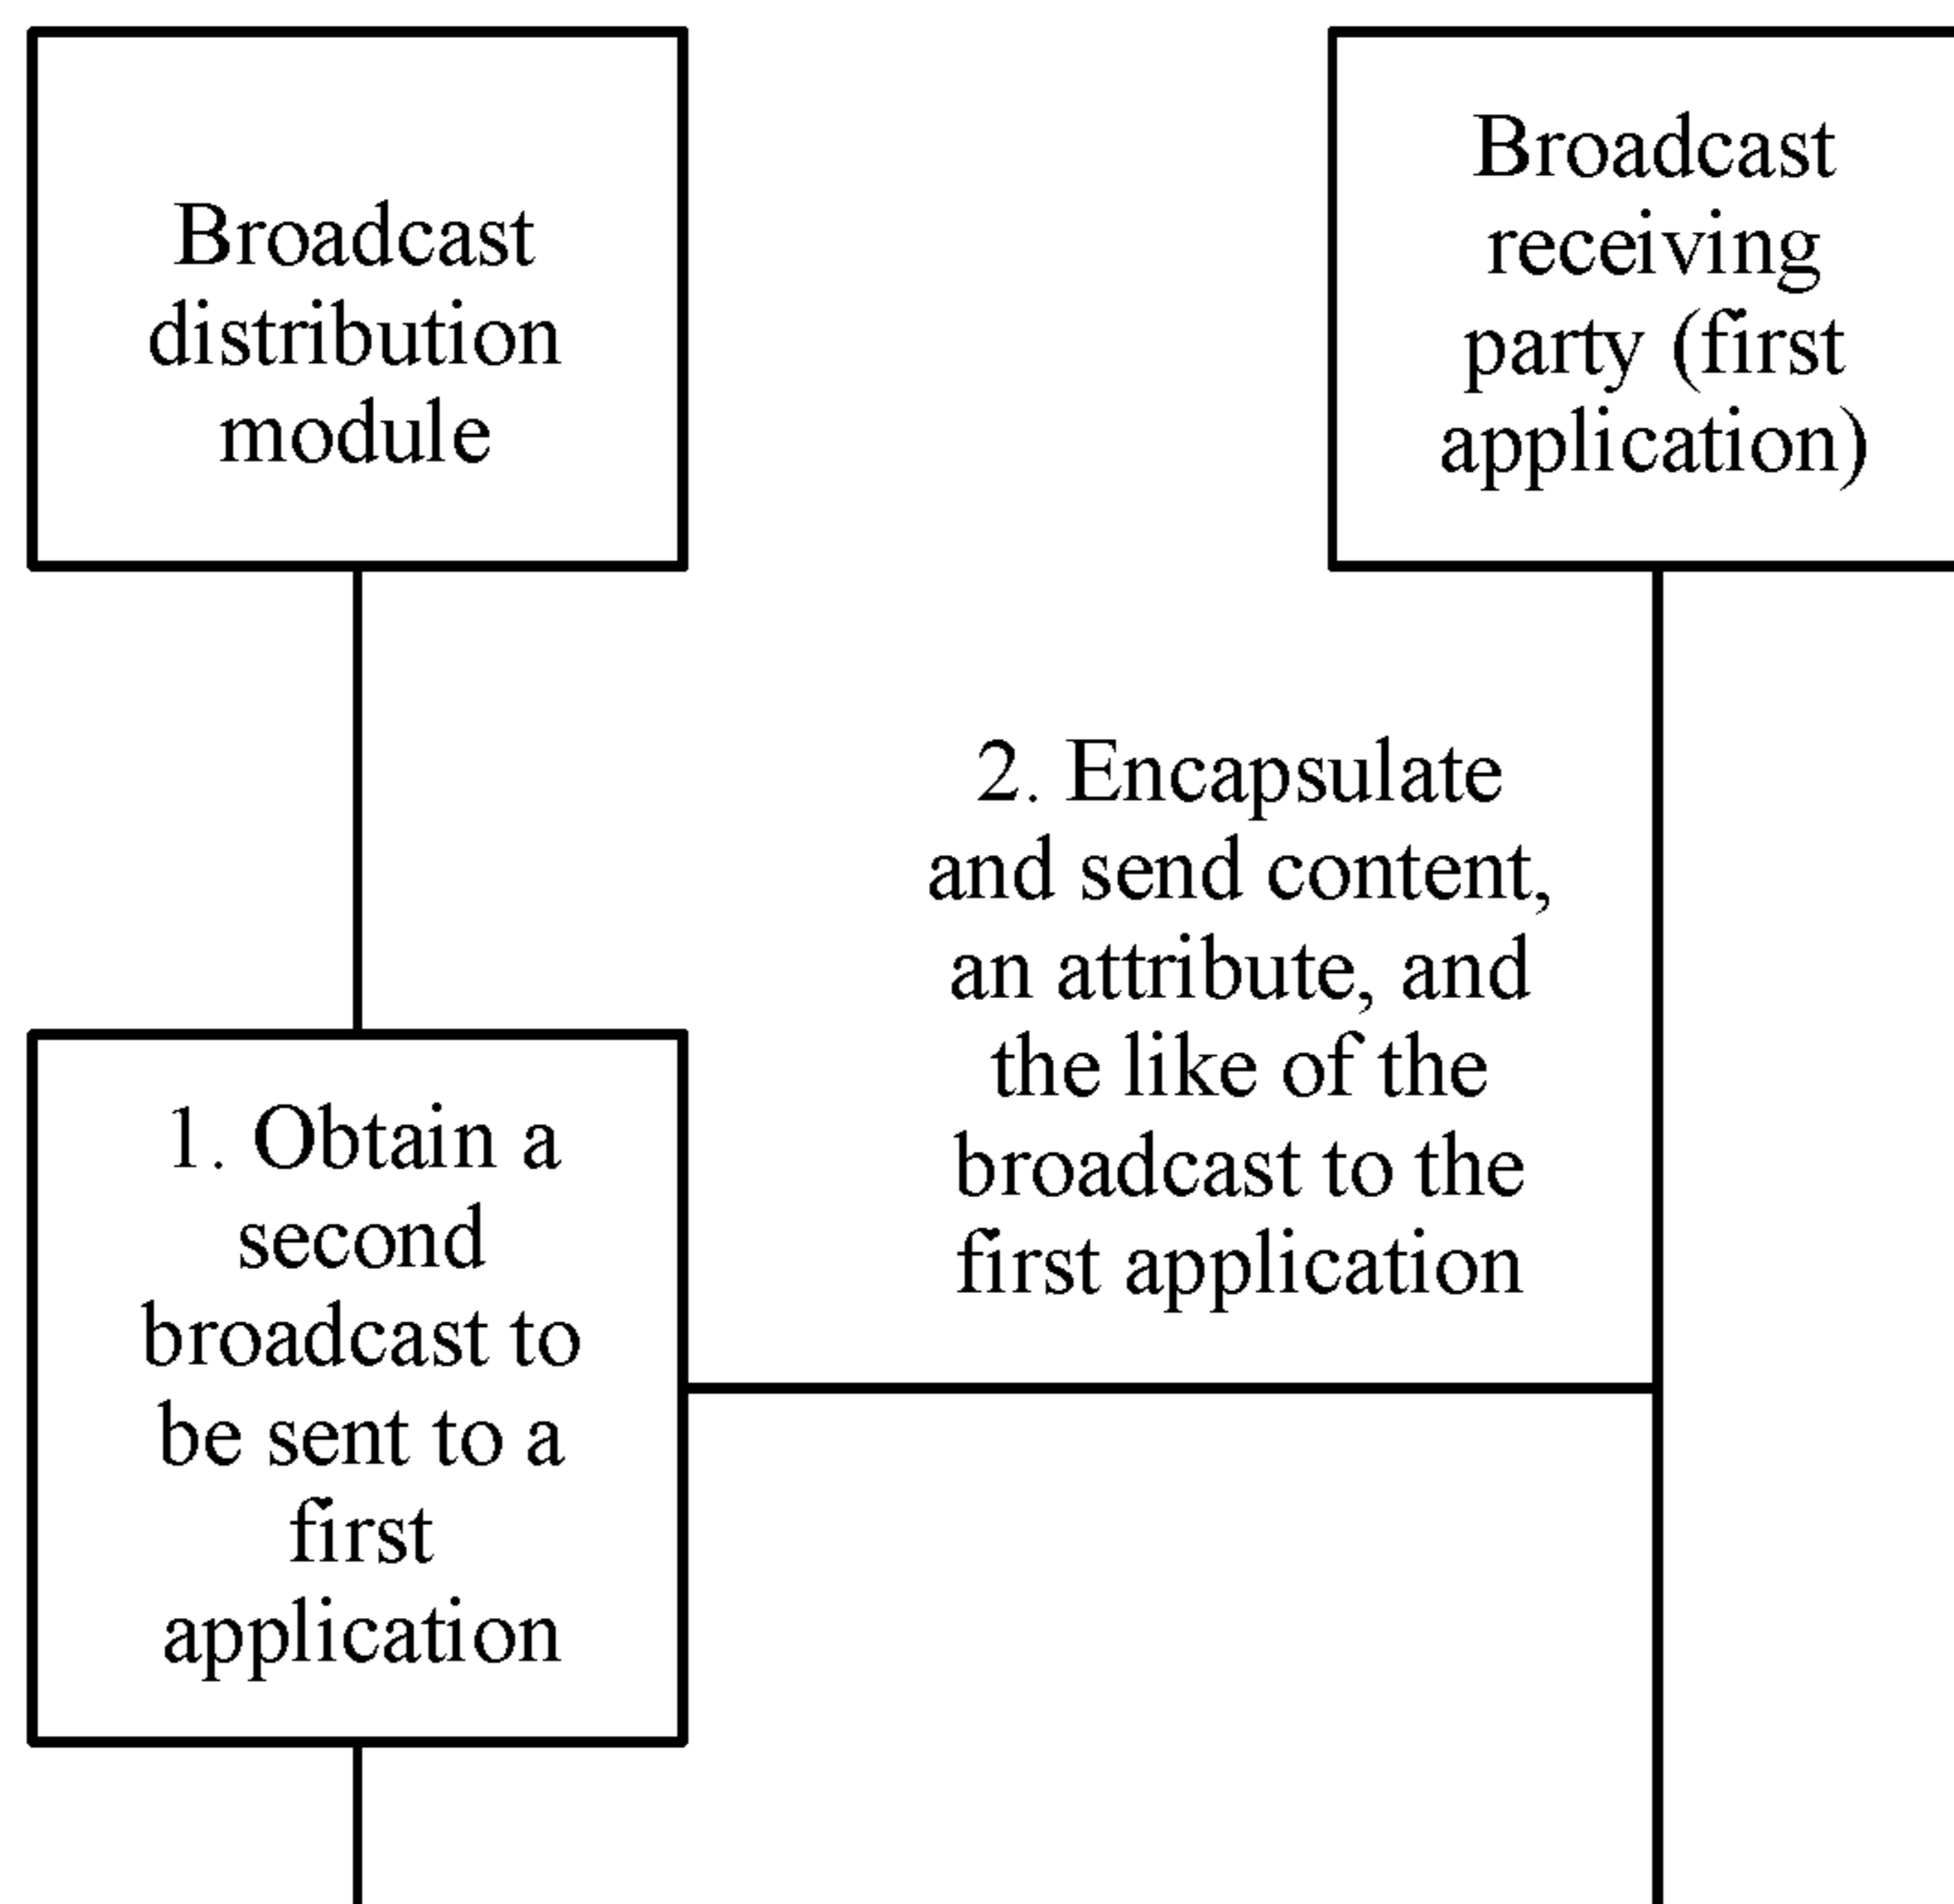 Broadcast
distribution
module
Broadcast
receiving
party (first
application)
2. Encapsulate
and send content,
an attribute, and
the like of the
broadcast to the
first application
1. Obtain a
second
broadcast to
be sent to a
first
application